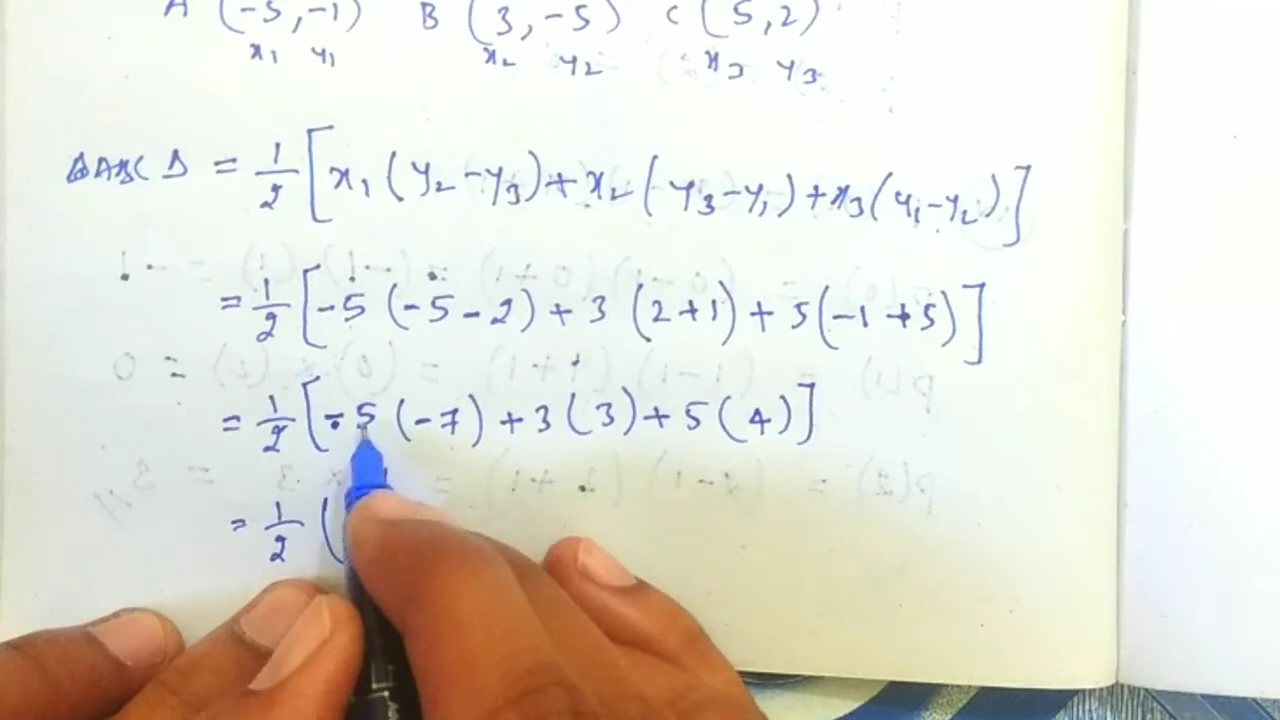 A (-5,-1) B (3,-5) C (5,2)
x₁ y₁ x₂ y₂ x₃ y₃
ABC Δ = 1/2 [x₁(y₂-y₃)+x₂(y₃-y₁)+x₃(y₁-y₂)]
= 1/2 [-5 (-5-2) + 3 (2+1) + 5(-1+5)]
= 1/2 [-5 (-7) +3 (3) + 5 (4)]
= 1/2 (